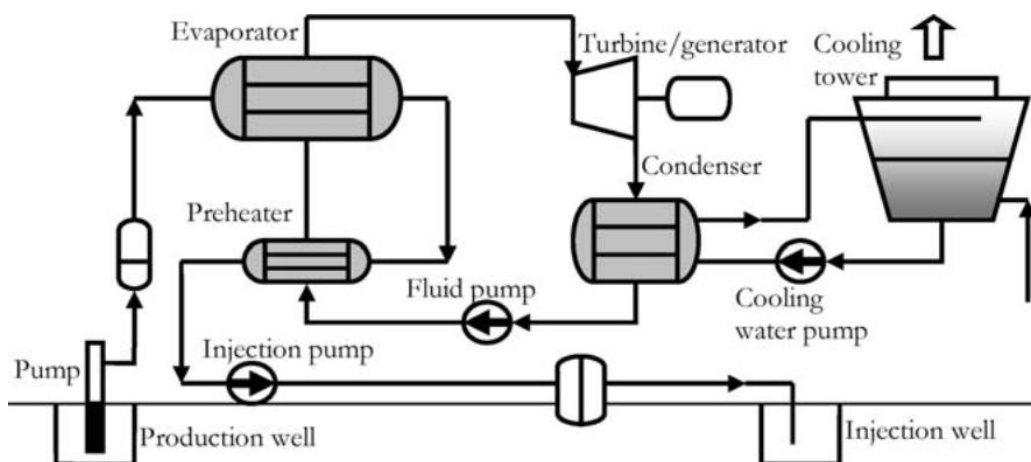 Evaporator
Turbine/generator
Cooling
tower
Condenser
Preheater
Fluid pump
Cooling
water pump
Injection pump
Pump
Production well
Injection well